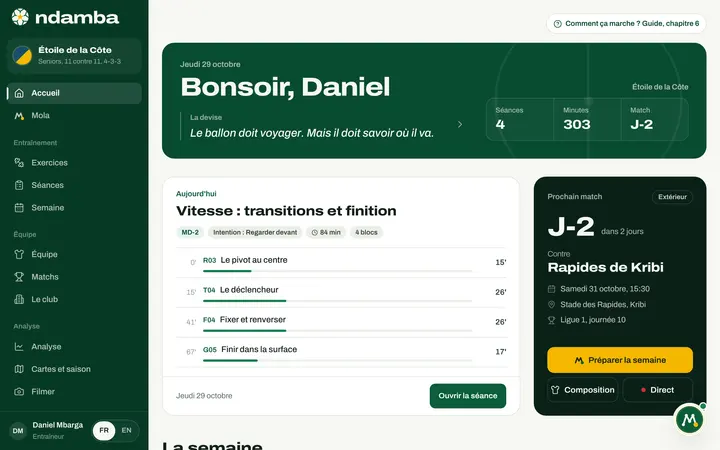 ndamba
Étoile de la Côte
Seniors, 11 contre 11, 4-3-3
Accueil
Mola
Entraînement
Exercices
Séances
Semaine
Équipe
Équipe
Matchs
Le club
Analyse
Analyse
Cartes et saison
Filmer
DM
Daniel Mbarga
Entraîneur
FR
EN
Comment ça marche ? Guide, chapitre 6
Jeudi 29 octobre
Bonsoir, Daniel
La devise
Le ballon doit voyager. Mais il doit savoir où il va.
Étoile de la Côte
Séances
4
Minutes
303
Match
J-2
Aujourd'hui
Vitesse : transitions et finition
MD-2
Intention : Regarder devant
84 min
4 blocs
0' R03 Le pivot au centre 15'
15' T04 Le déclencheur 26'
41' F04 Fixer et renverser 26'
67' G05 Finir dans la surface 17'
Jeudi 29 octobre
Ouvrir la séance
Prochain match
Extérieur
J-2 dans 2 jours
Contre
Rapides de Kribi
Samedi 31 octobre, 15:30
Stade des Rapides, Kribi
Ligue 1, journée 10
Préparer la semaine
Composition
Direct
La semaine